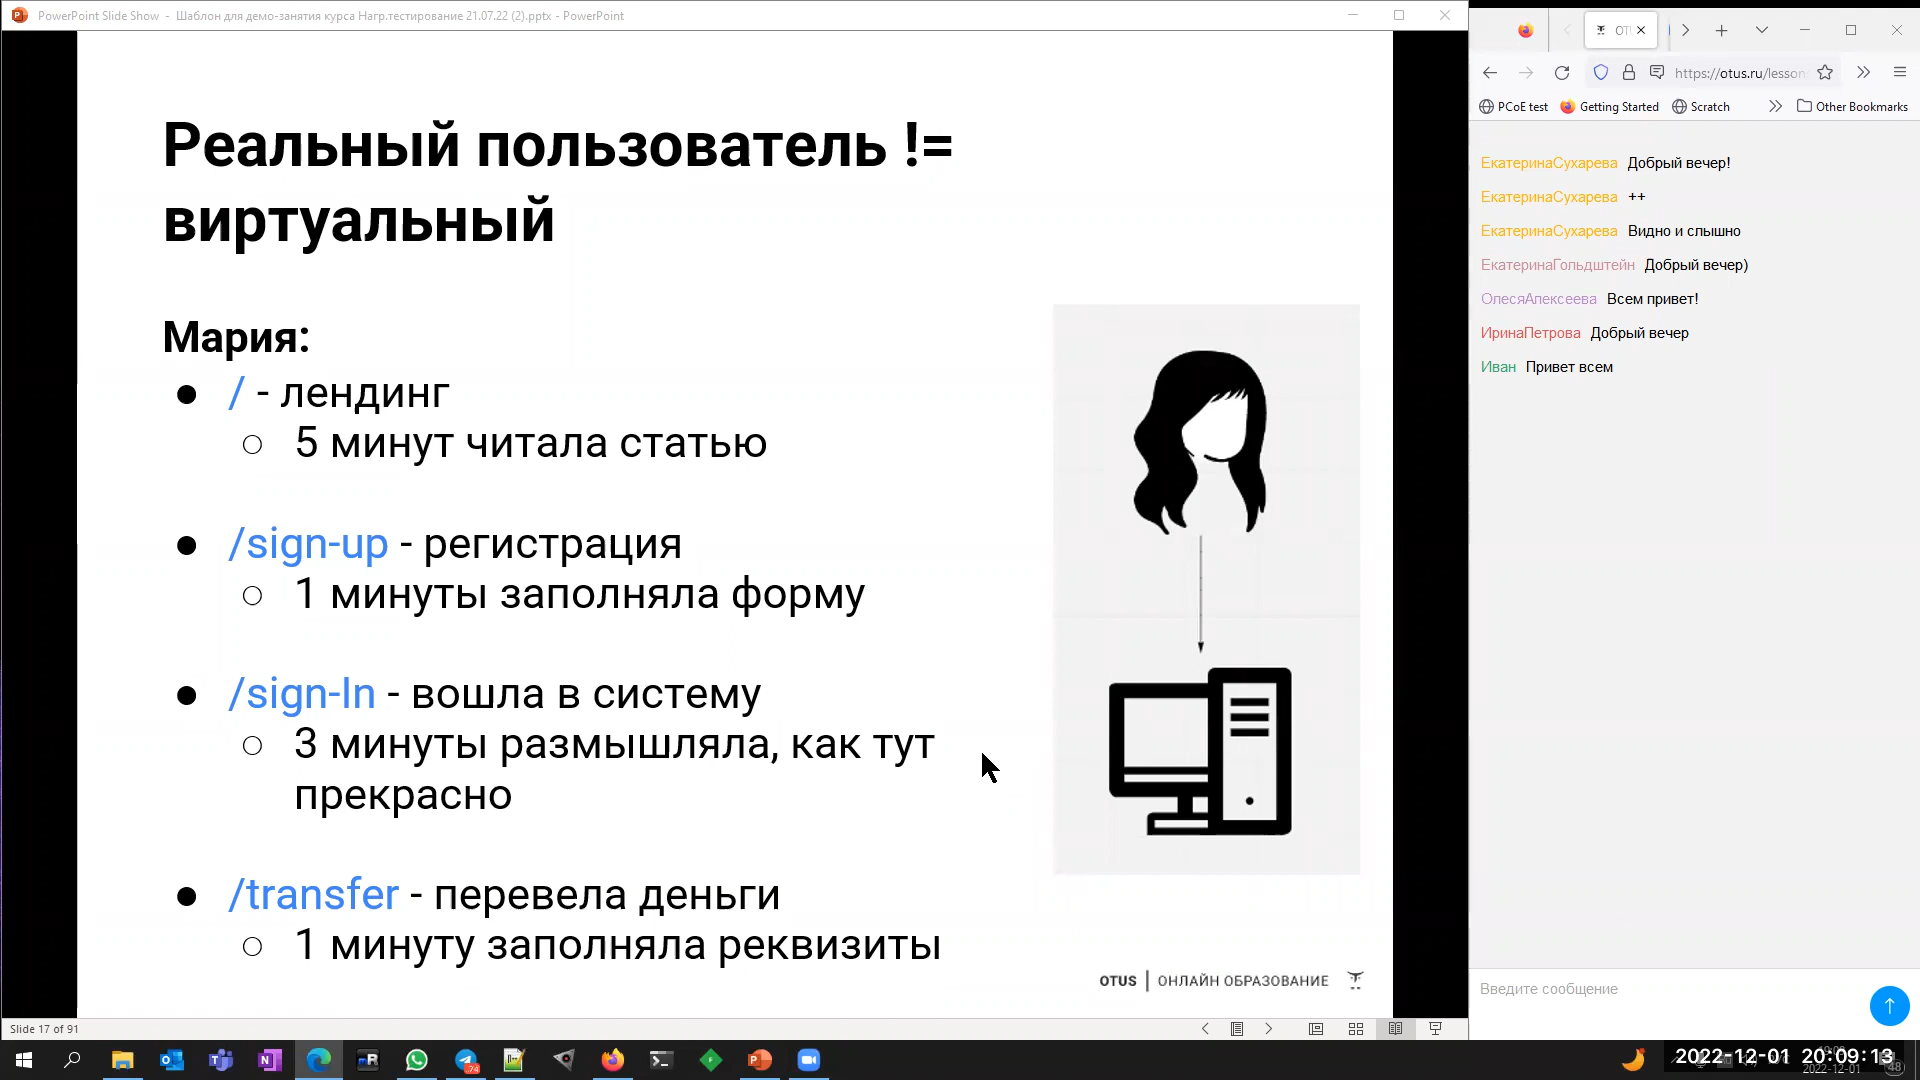 PowerPoint Slide Show - Шаблон для демо-занятия курса Нагр.тестирование 21.07.22 (2).pptx - PowerPoint
Реальный пользователь !=
виртуальный
Мария:
/ - лендинг
5 минут читала статью
/sign-up - регистрация
1 минуты заполняла форму
/sign-In - вошла в систему
3 минуты размышляла, как тут
прекрасно
/transfer - перевела деньги
1 минуту заполняла реквизиты
OTUS | ОНЛАЙН ОБРАЗОВАНИЕ
Slide 17 of 91
https://otus.ru/lesson
PCoE test Getting Started Scratch Other Bookmarks
ЕкатеринаСухарева Добрый вечер!
ЕкатеринаСухарева ++
ЕкатеринаСухарева Видно и слышно
ЕкатеринаГольдштейн Добрый вечер)
ОлесяАлексеева Всем привет!
ИринаПетрова Добрый вечер
Иван Привет всем
Введите сообщение
2022-12-01 20:09:13